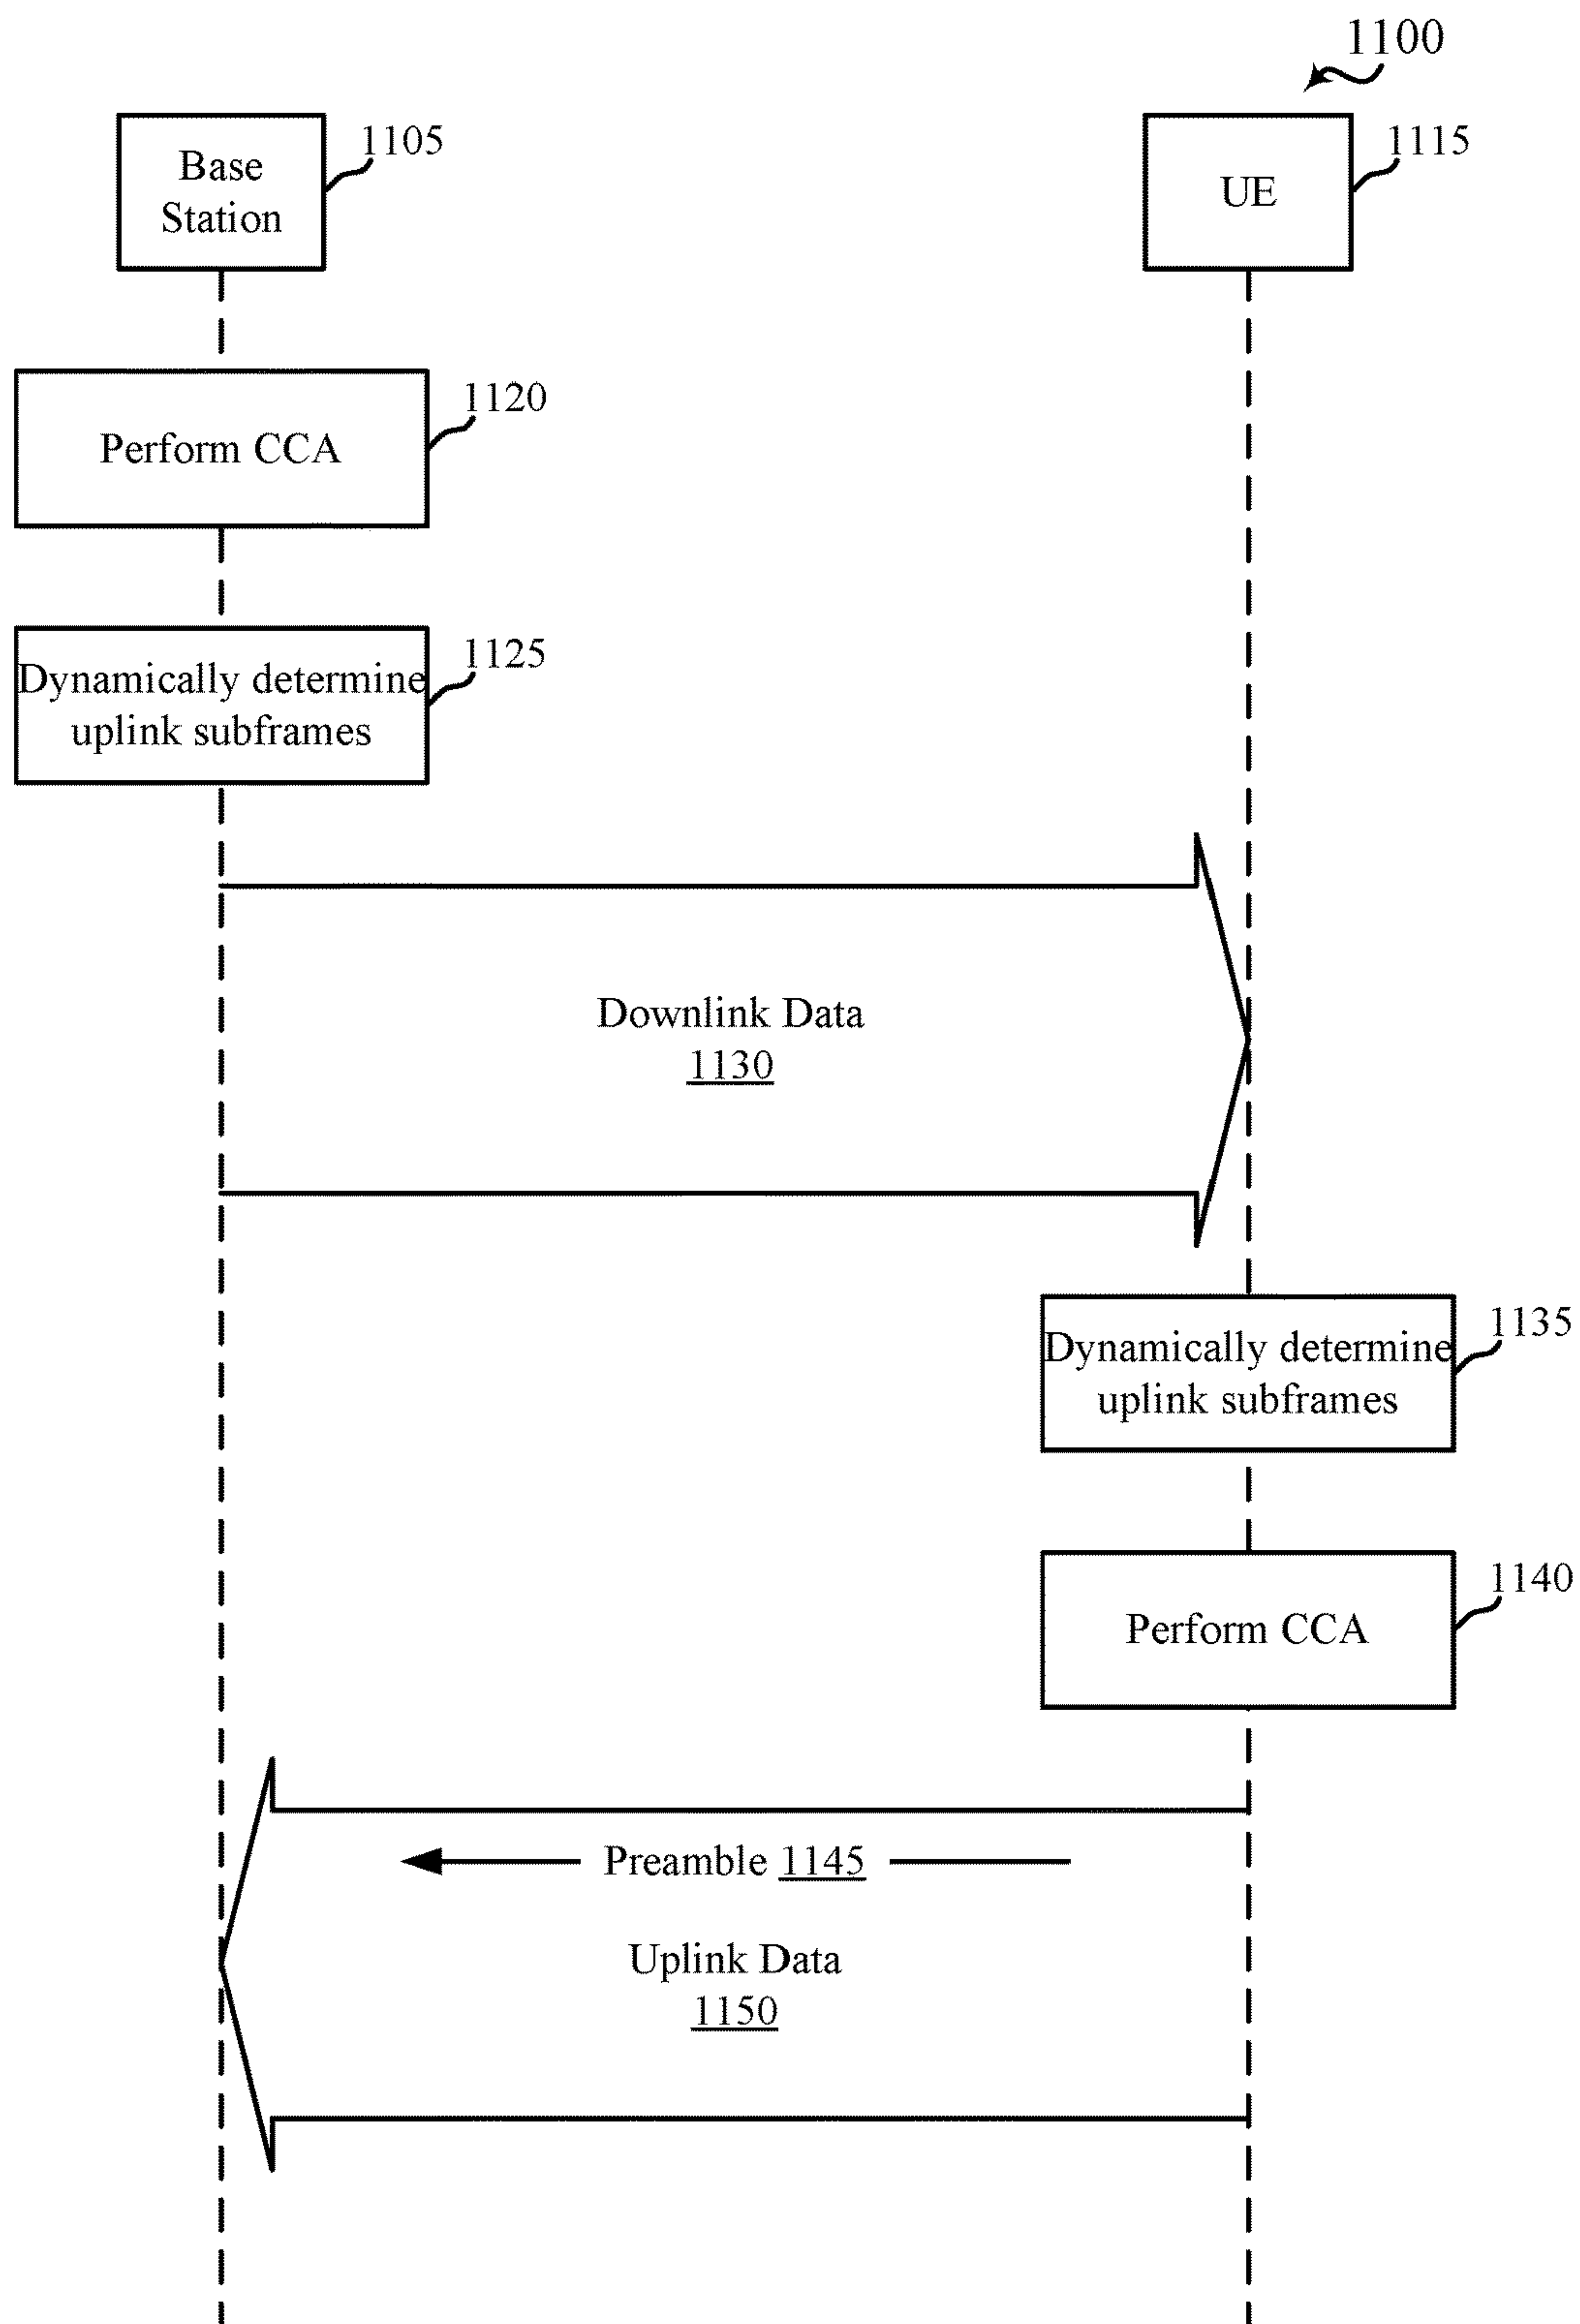 1100
Base
Station
1105
UE
1115
Perform CCA
1120
Dynamically determine
uplink subframes
1125
Downlink Data
1130
Dynamically determine
uplink subframes
1135
Perform CCA
1140
Preamble 1145
Uplink Data
1150